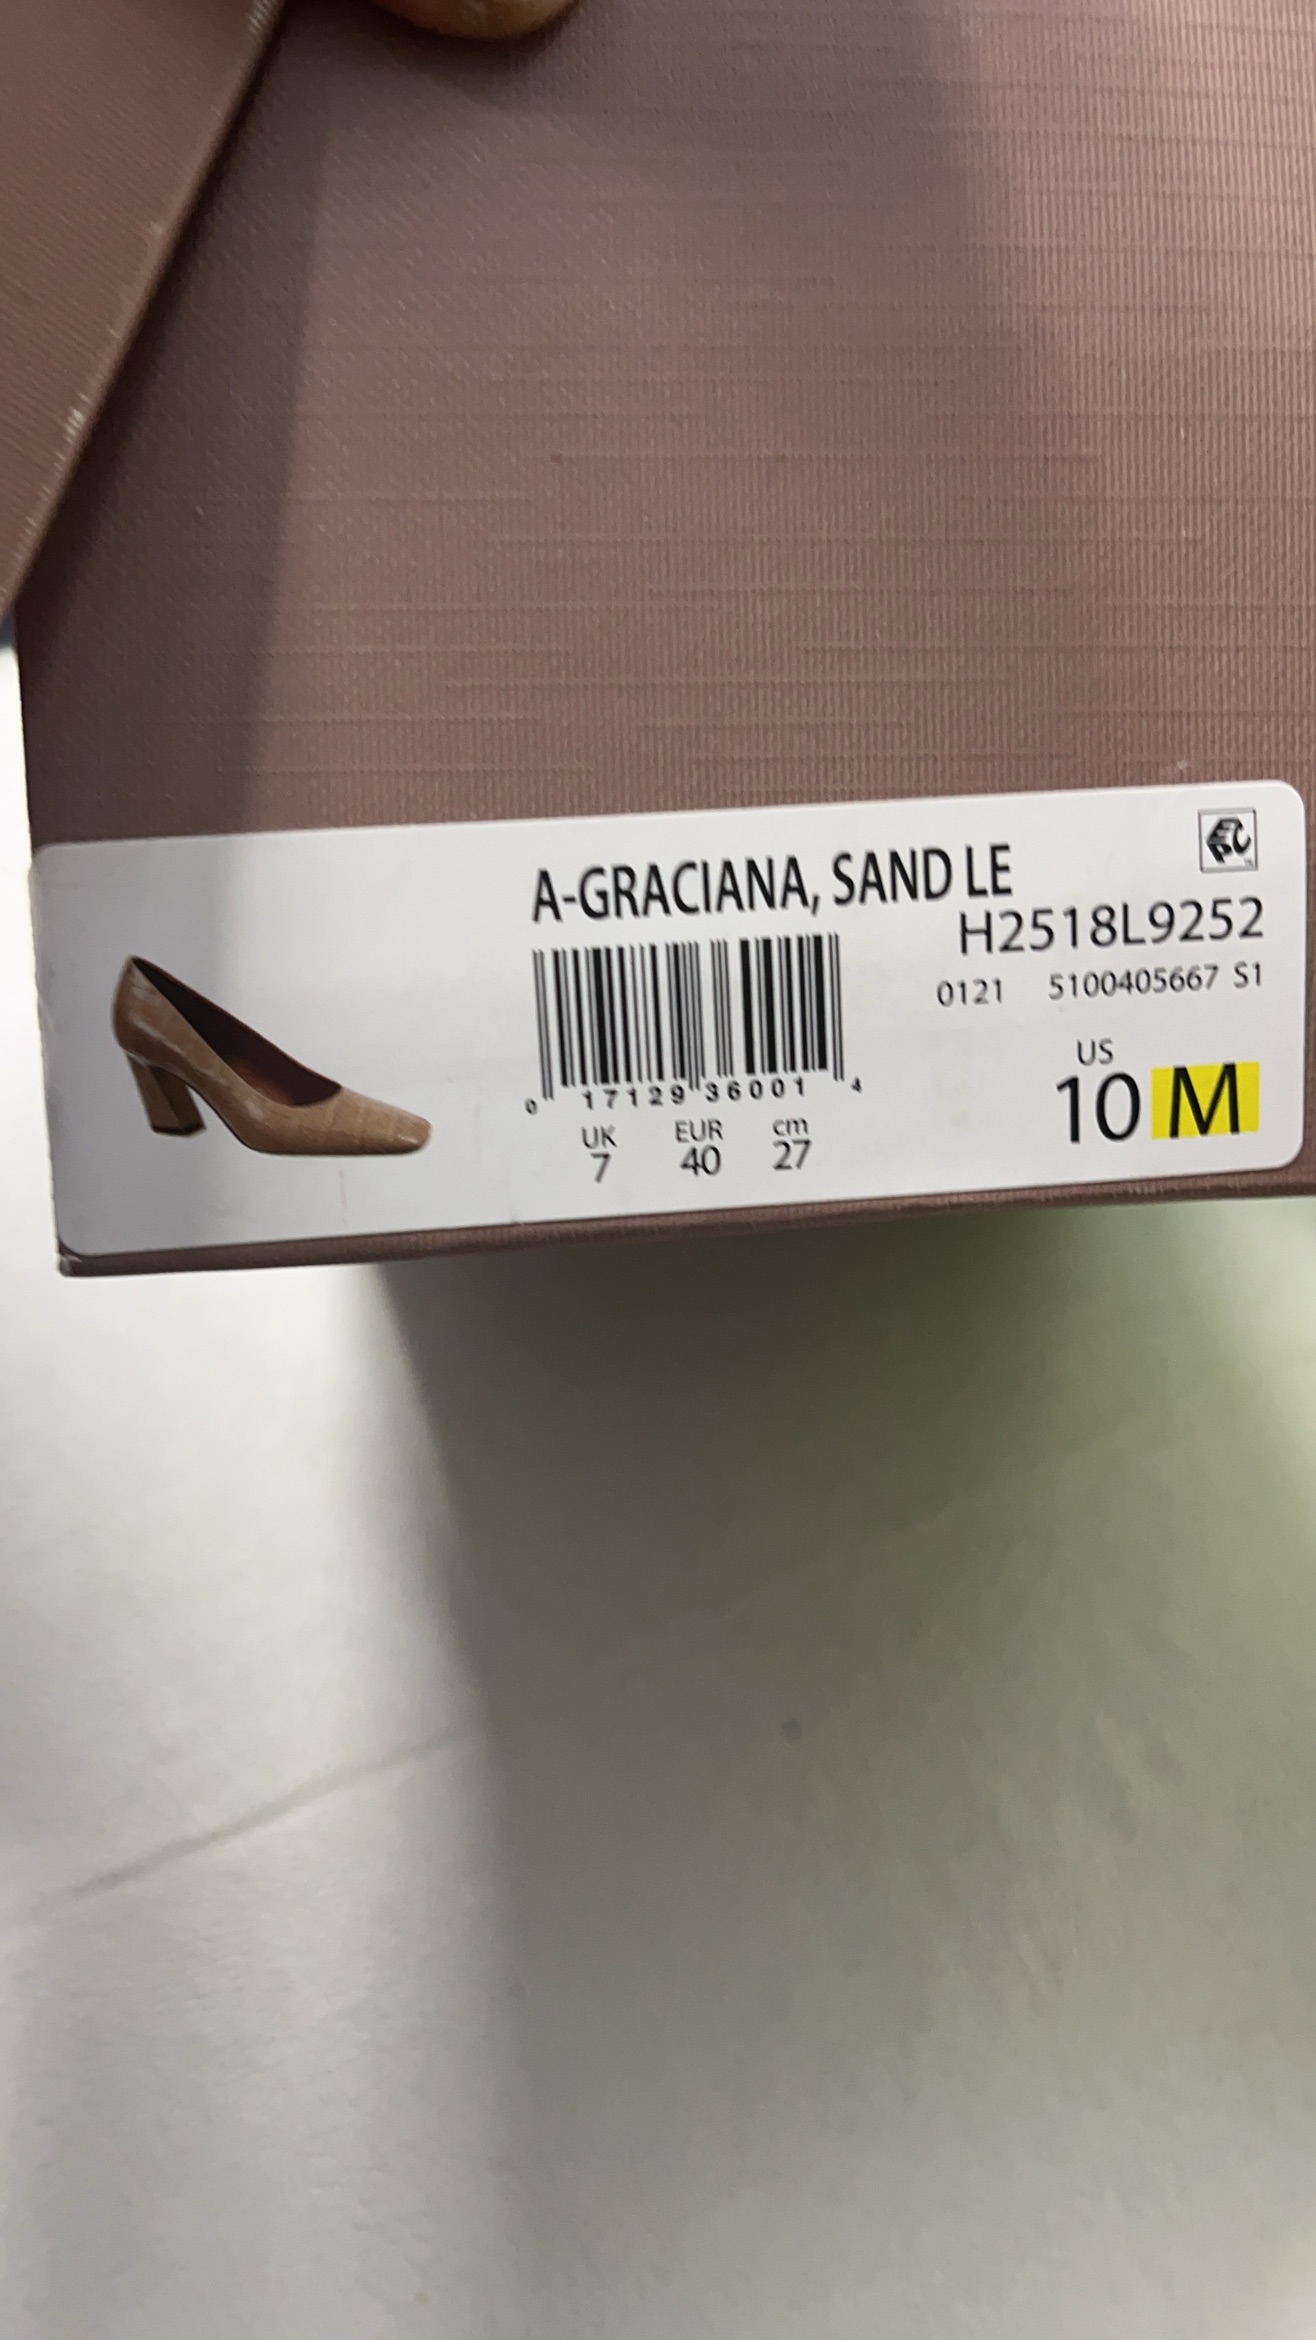 A-GRACIANA, SAND LE
H2518L9252
0121 5100405667 S1
0 17129 36001 4
US
10 M
UK EUR cm
7 40 27